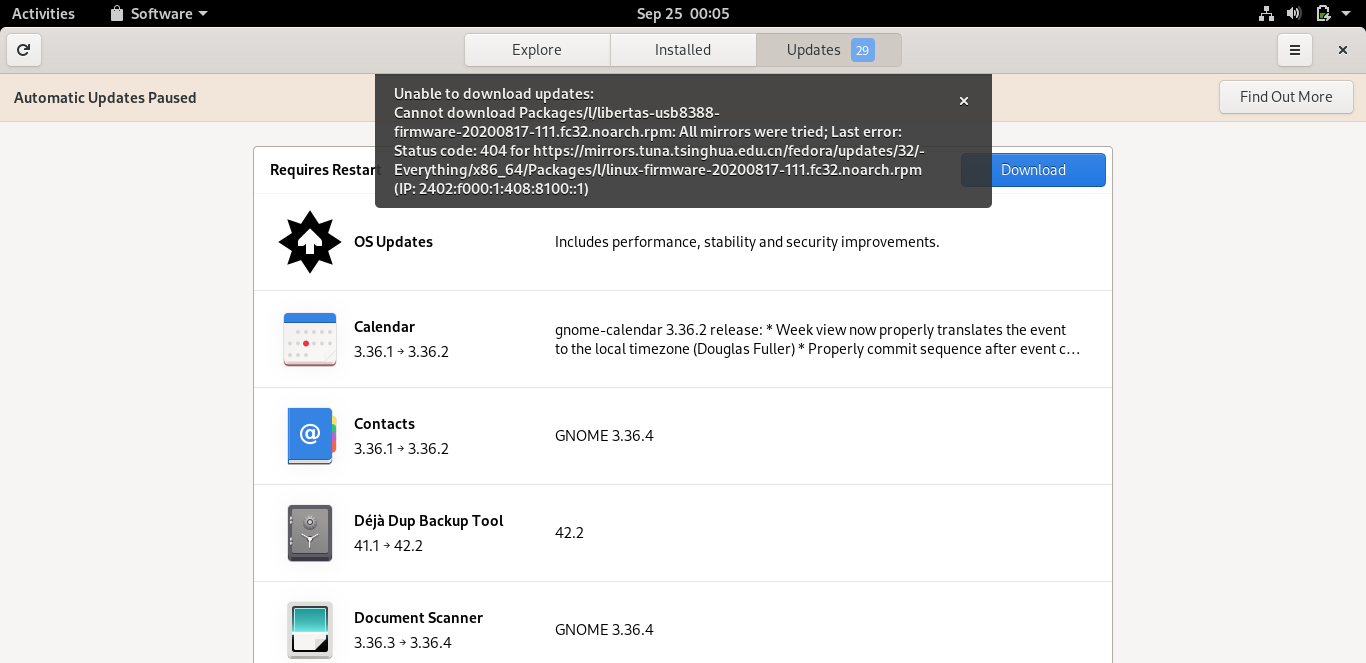 Activities
Software
Sep 25 00:05
Explore
Installed
Updates 29
Automatic Updates Paused
Find Out More
Unable to download updates:
Cannot download Packages/l/libertas-usb8388-
firmware-20200817-111.fc32.noarch.rpm: All mirrors were tried; Last error:
Status code: 404 for https://mirrors.tuna.tsinghua.edu.cn/fedora/updates/32/-
Everything/x86_64/Packages/l/linux-firmware-20200817-111.fc32.noarch.rpm
(IP: 2402:f000:1:408:8100::1)
Requires Restart
Download
OS Updates
Includes performance, stability and security improvements.
Calendar
3.36.1 → 3.36.2
gnome-calendar 3.36.2 release: * Week view now properly translates the event
to the local timezone (Douglas Fuller) * Properly commit sequence after event c…
Contacts
3.36.1 → 3.36.2
GNOME 3.36.4
Déjà Dup Backup Tool
41.1 → 42.2
42.2
Document Scanner
3.36.3 → 3.36.4
GNOME 3.36.4